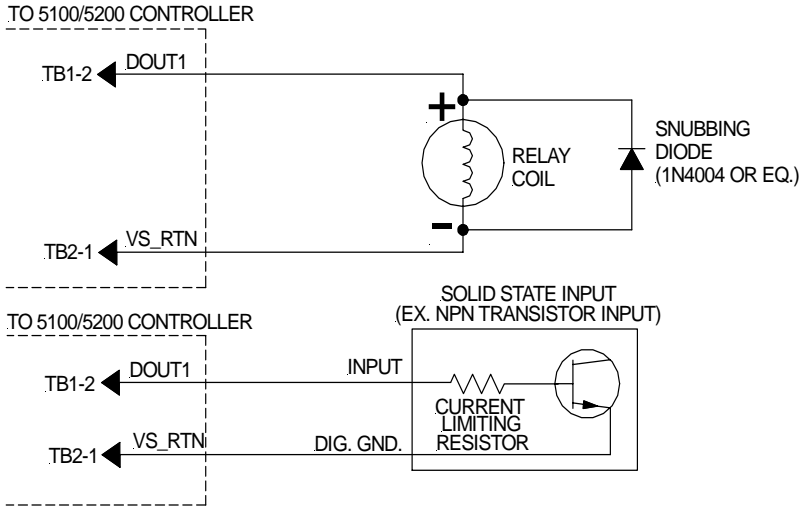 TO 5100/5200 CONTROLLER
DOUT1
TB1-2
+
RELAY
COIL
SNUBBING
DIODE
(1N4004 OR EQ.)
-
VS_RTN
TB2-1
SOLID STATE INPUT
(EX. NPN TRANSISTOR INPUT)
TO 5100/5200 CONTROLLER
DOUT1
TB1-2
INPUT
CURRENT
LIMITING
RESISTOR
VS_RTN
TB2-1
DIG. GND.